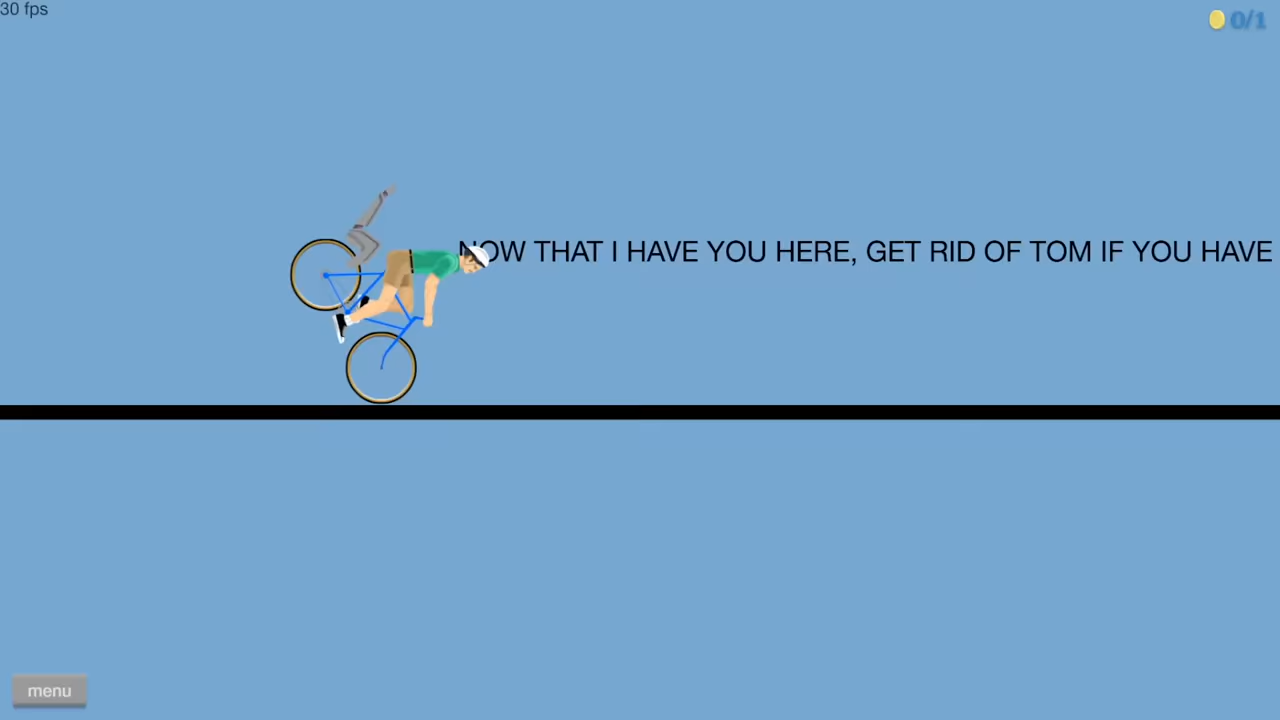 30 fps
0/1
NOW THAT I HAVE YOU HERE, GET RID OF TOM IF YOU HAVE
menu